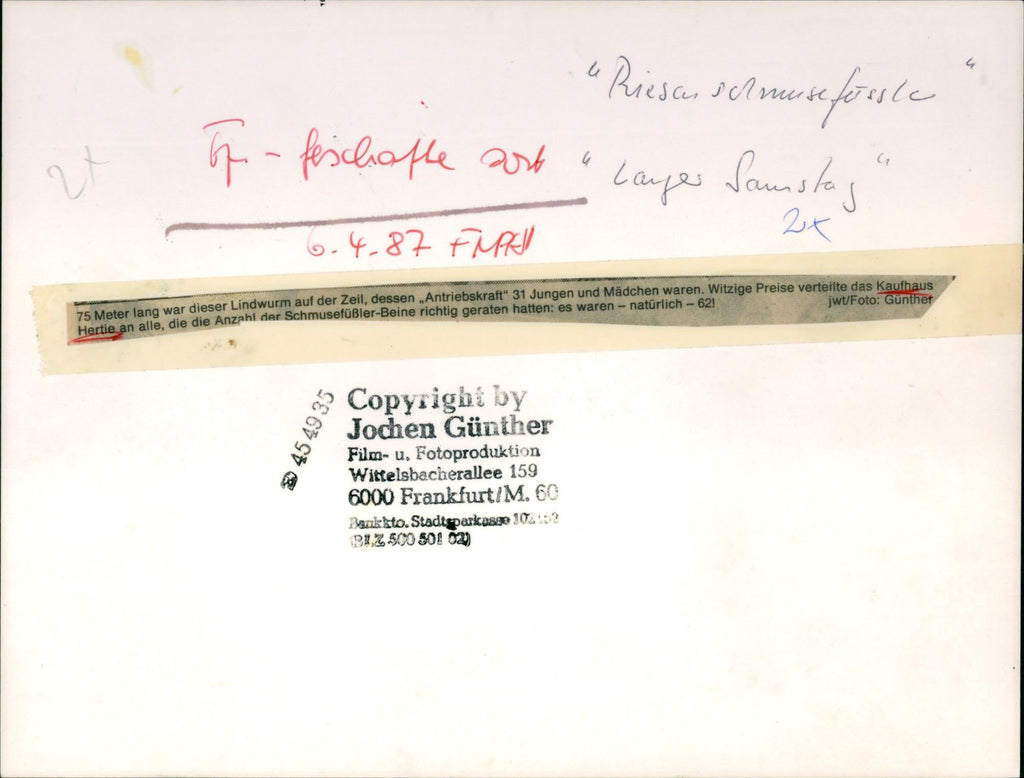 "Riesenschmusefüssle"
2x
Ff. - Geschäfte
"Langer Samstag"
2x
6.4.87
75 Meter lang war dieser Lindwurm auf der Zeil, dessen „Antriebskraft" 31 Jungen und Mädchen waren. Witzige Preise verteilte das Kaufhaus
Hertie an alle, die die Anzahl der Schmusefüßler-Beine richtig geraten hatten: es waren – natürlich – 62! jwt/Foto: Günther
☎ 454935
Copyright by
Jochen Günther
Film- u. Fotoproduktion
Wittelsbacherallee 159
6000 Frankfurt/M. 60
Bankkto. Stadtsparkasse
(BLZ 500 501 02)